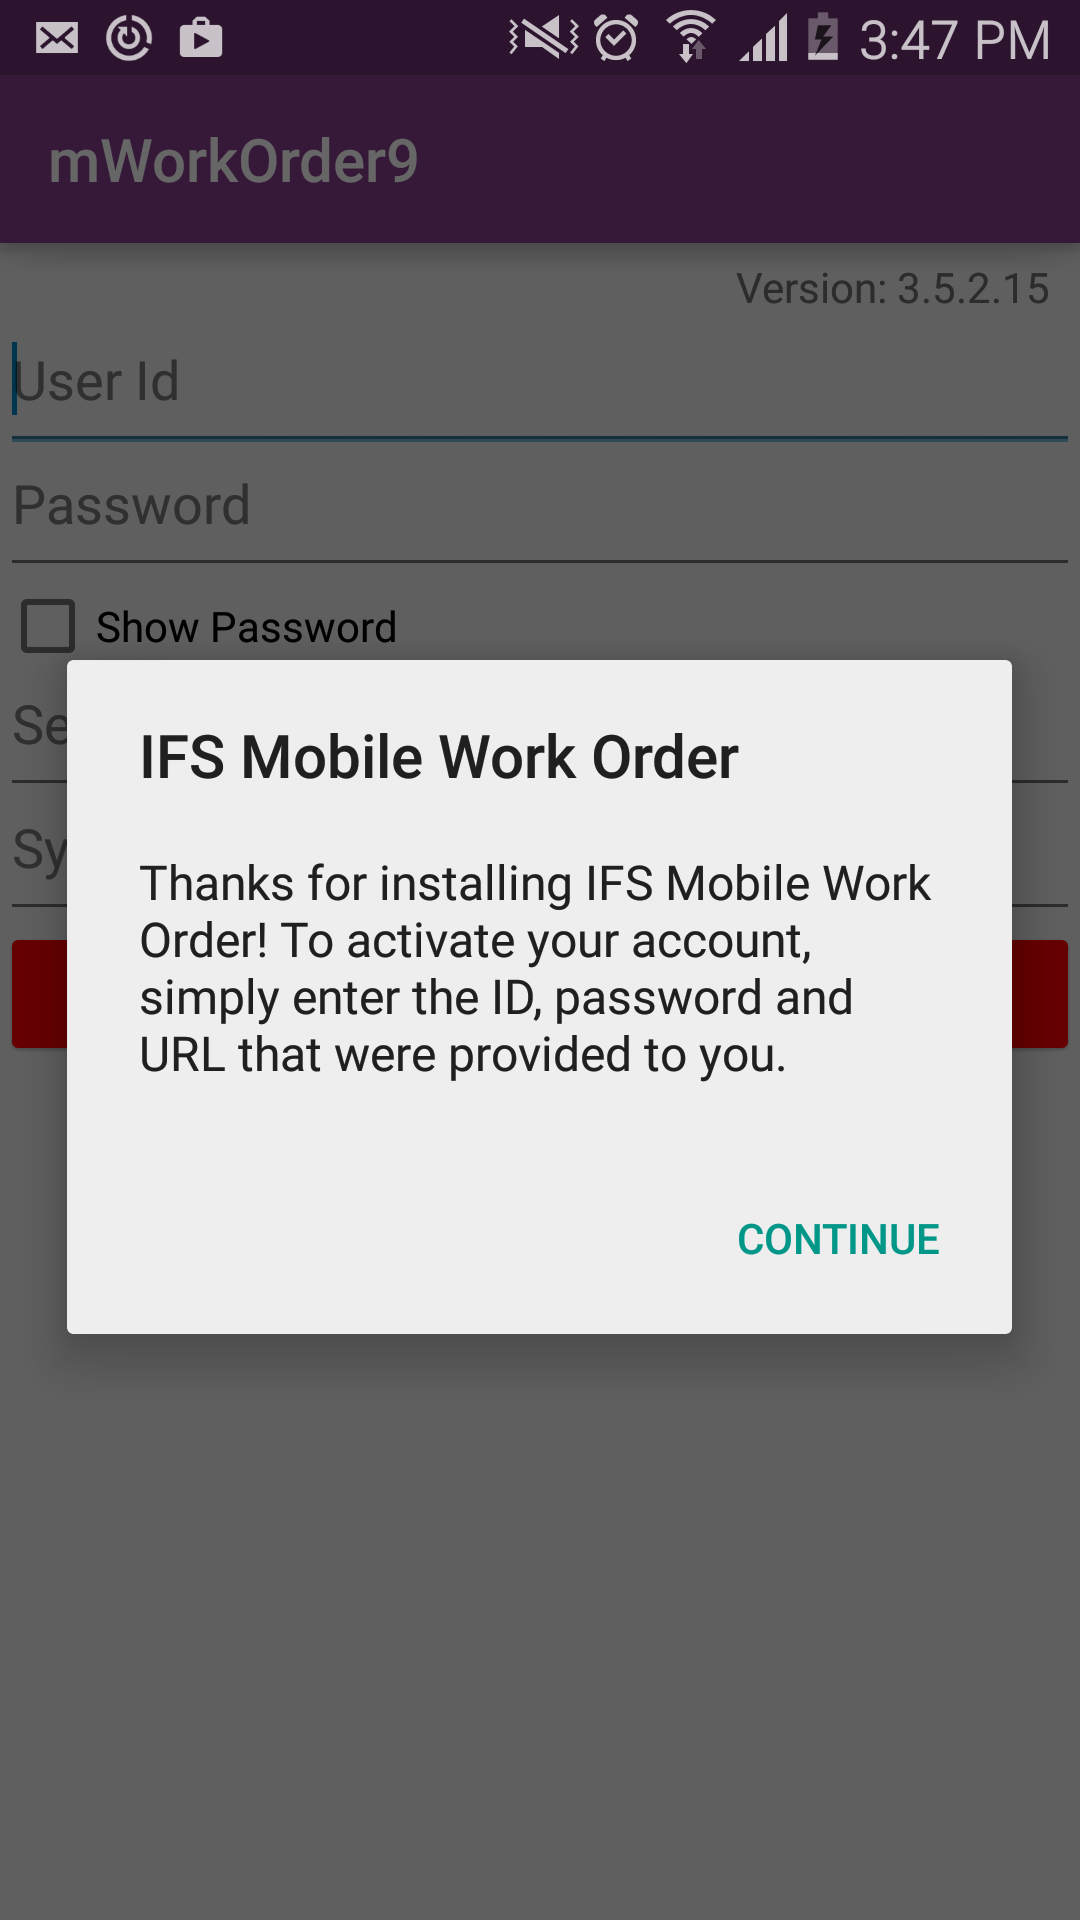 3:47 PM
mWorkOrder9
Version: 3.5.2.15
User Id
Password
Show Password
IFS Mobile Work Order
Thanks for installing IFS Mobile Work
Order! To activate your account,
simply enter the ID, password and
URL that were provided to you.
CONTINUE